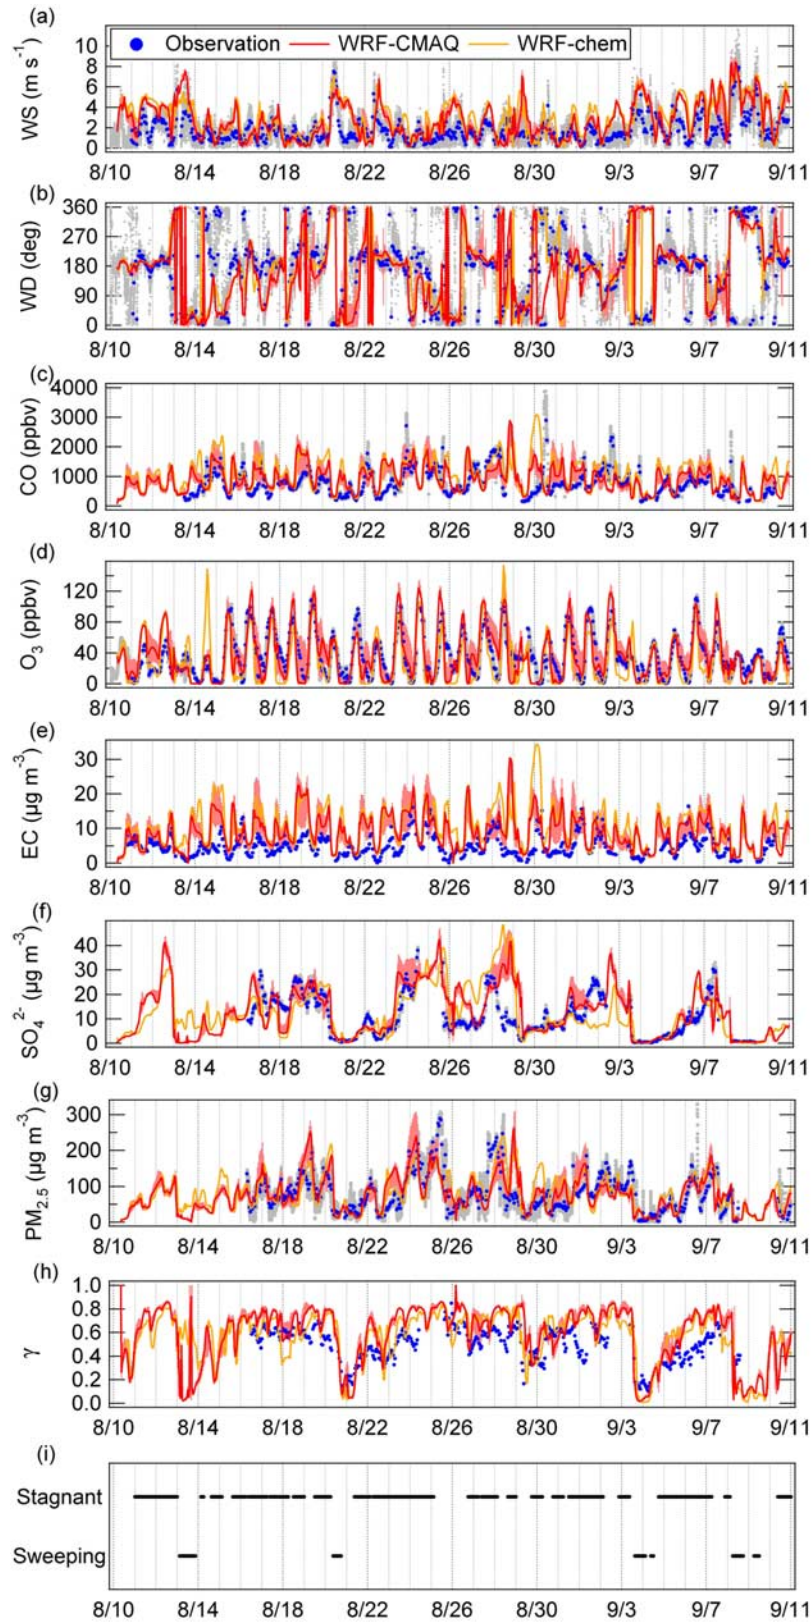 (a)
Observation WRF-CMAQ WRF-chem
WS (m s⁻¹)
10
8
6
4
2
0
8/10 8/14 8/18 8/22 8/26 8/30 9/3 9/7 9/11
(b)
WD (deg)
360
270
180
90
0
8/10 8/14 8/18 8/22 8/26 8/30 9/3 9/7 9/11
(c)
CO (ppbv)
4000
3000
2000
1000
0
8/10 8/14 8/18 8/22 8/26 8/30 9/3 9/7 9/11
(d)
O₃ (ppbv)
120
80
40
0
8/10 8/14 8/18 8/22 8/26 8/30 9/3 9/7 9/11
(e)
EC (µg m⁻³)
30
20
10
0
8/10 8/14 8/18 8/22 8/26 8/30 9/3 9/7 9/11
(f)
SO₄²⁻ (µg m⁻³)
40
30
20
10
0
8/10 8/14 8/18 8/22 8/26 8/30 9/3 9/7 9/11
(g)
PM₂.₅ (µg m⁻³)
300
200
100
0
8/10 8/14 8/18 8/22 8/26 8/30 9/3 9/7 9/11
(h)
γ
1.0
0.8
0.6
0.4
0.2
0.0
8/10 8/14 8/18 8/22 8/26 8/30 9/3 9/7 9/11
(i)
Stagnant
Sweeping
8/10 8/14 8/18 8/22 8/26 8/30 9/3 9/7 9/11